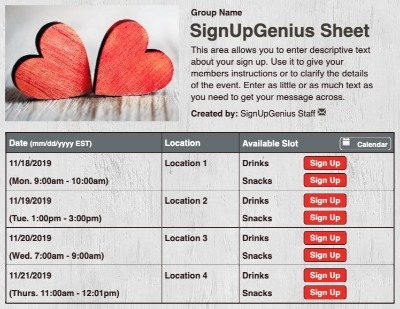 Group Name
SignUpGenius Sheet
This area allows you to enter descriptive text
about your sign up. Use it to give your
members instructions or to clarify the details
of the event. Enter as little or as much text as
you need to get your message across.
Created by: SignUpGenius Staff
Date (mm/dd/yyyy EST) Location Available Slot Calendar
11/18/2019 Location 1 Drinks Sign Up
(Mon. 9:00am - 10:00am) Snacks Sign Up
11/19/2019 Location 2 Drinks Sign Up
(Tue. 1:00pm - 3:00pm) Snacks Sign Up
11/20/2019 Location 3 Drinks Sign Up
(Wed. 7:00am - 9:00am) Snacks Sign Up
11/21/2019 Location 4 Drinks Sign Up
(Thurs. 11:00am - 12:01pm) Snacks Sign Up